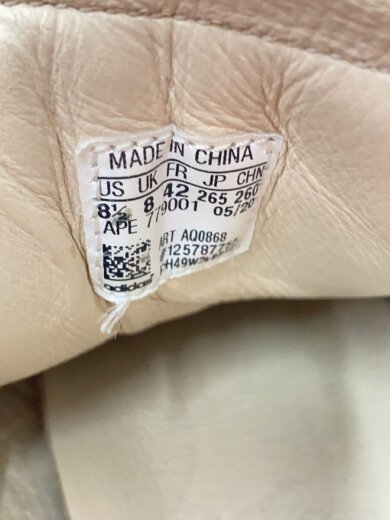 MADE IN CHINA
US UK FR JP CHN
8½ 8 42 265 260
APE 779001 05/20
ART AQ0868
adidas